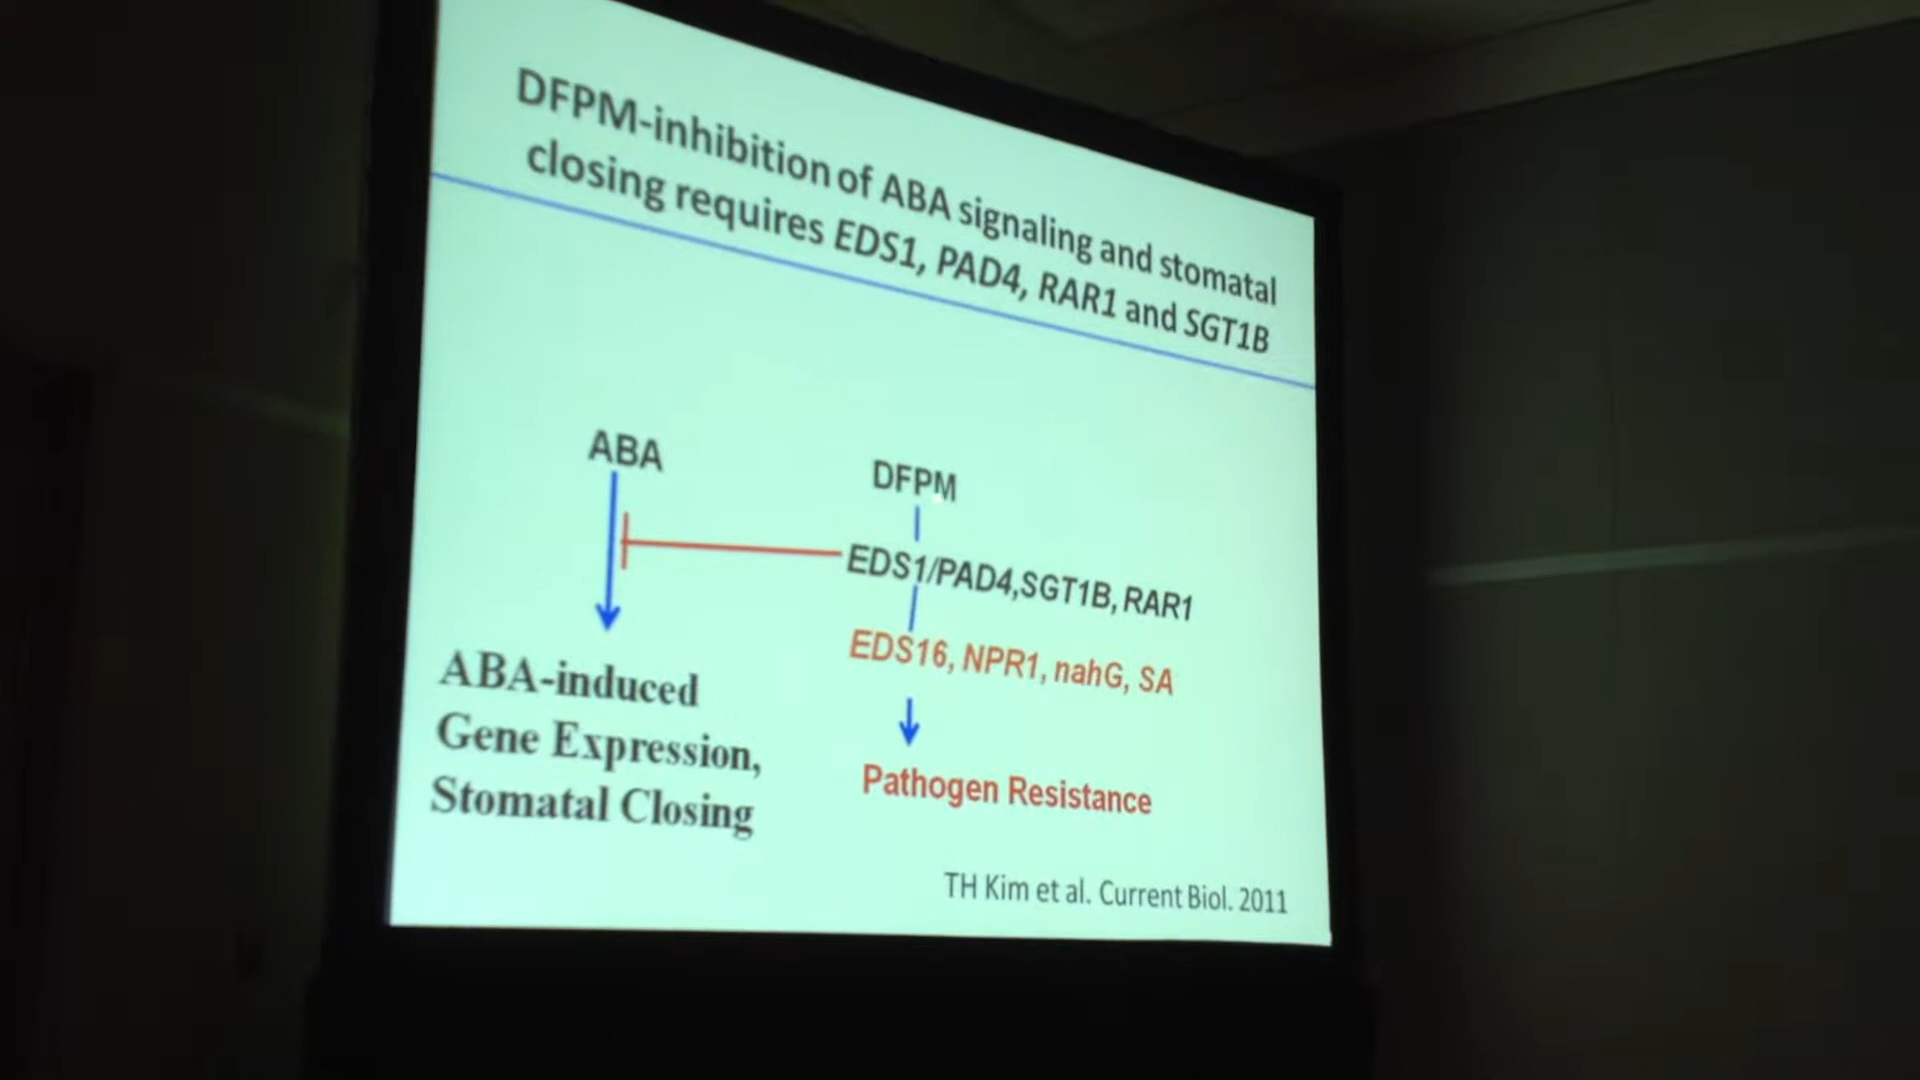 DFPM-inhibition of ABA signaling and stomatal
closing requires EDS1, PAD4, RAR1 and SGT1B
ABA
DFPM
EDS1/PAD4,SGT1B, RAR1
EDS16, NPR1, nahG, SA
ABA-induced
Gene Expression,
Stomatal Closing
Pathogen Resistance
TH Kim et al. Current Biol. 2011